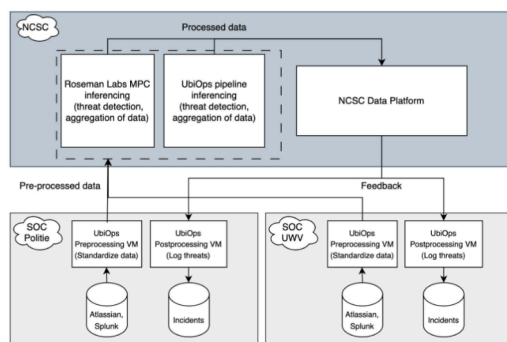 NCSC
Processed data
Roseman Labs MPC
inferencing
(threat detection,
aggregation of data)
UbiOps pipeline
inferencing
(threat detection,
aggregation of data)
NCSC Data Platform
Pre-processed data
Feedback
SOC
Politie
UbiOps
Preprocessing VM
(Standardize data)
UbiOps
Postprocessing VM
(Log threats)
Atlassian,
Splunk
Incidents
SOC
UWV
UbiOps
Preprocessing VM
(Standardize data)
UbiOps
Postprocessing VM
(Log threats)
Atlassian,
Splunk
Incidents